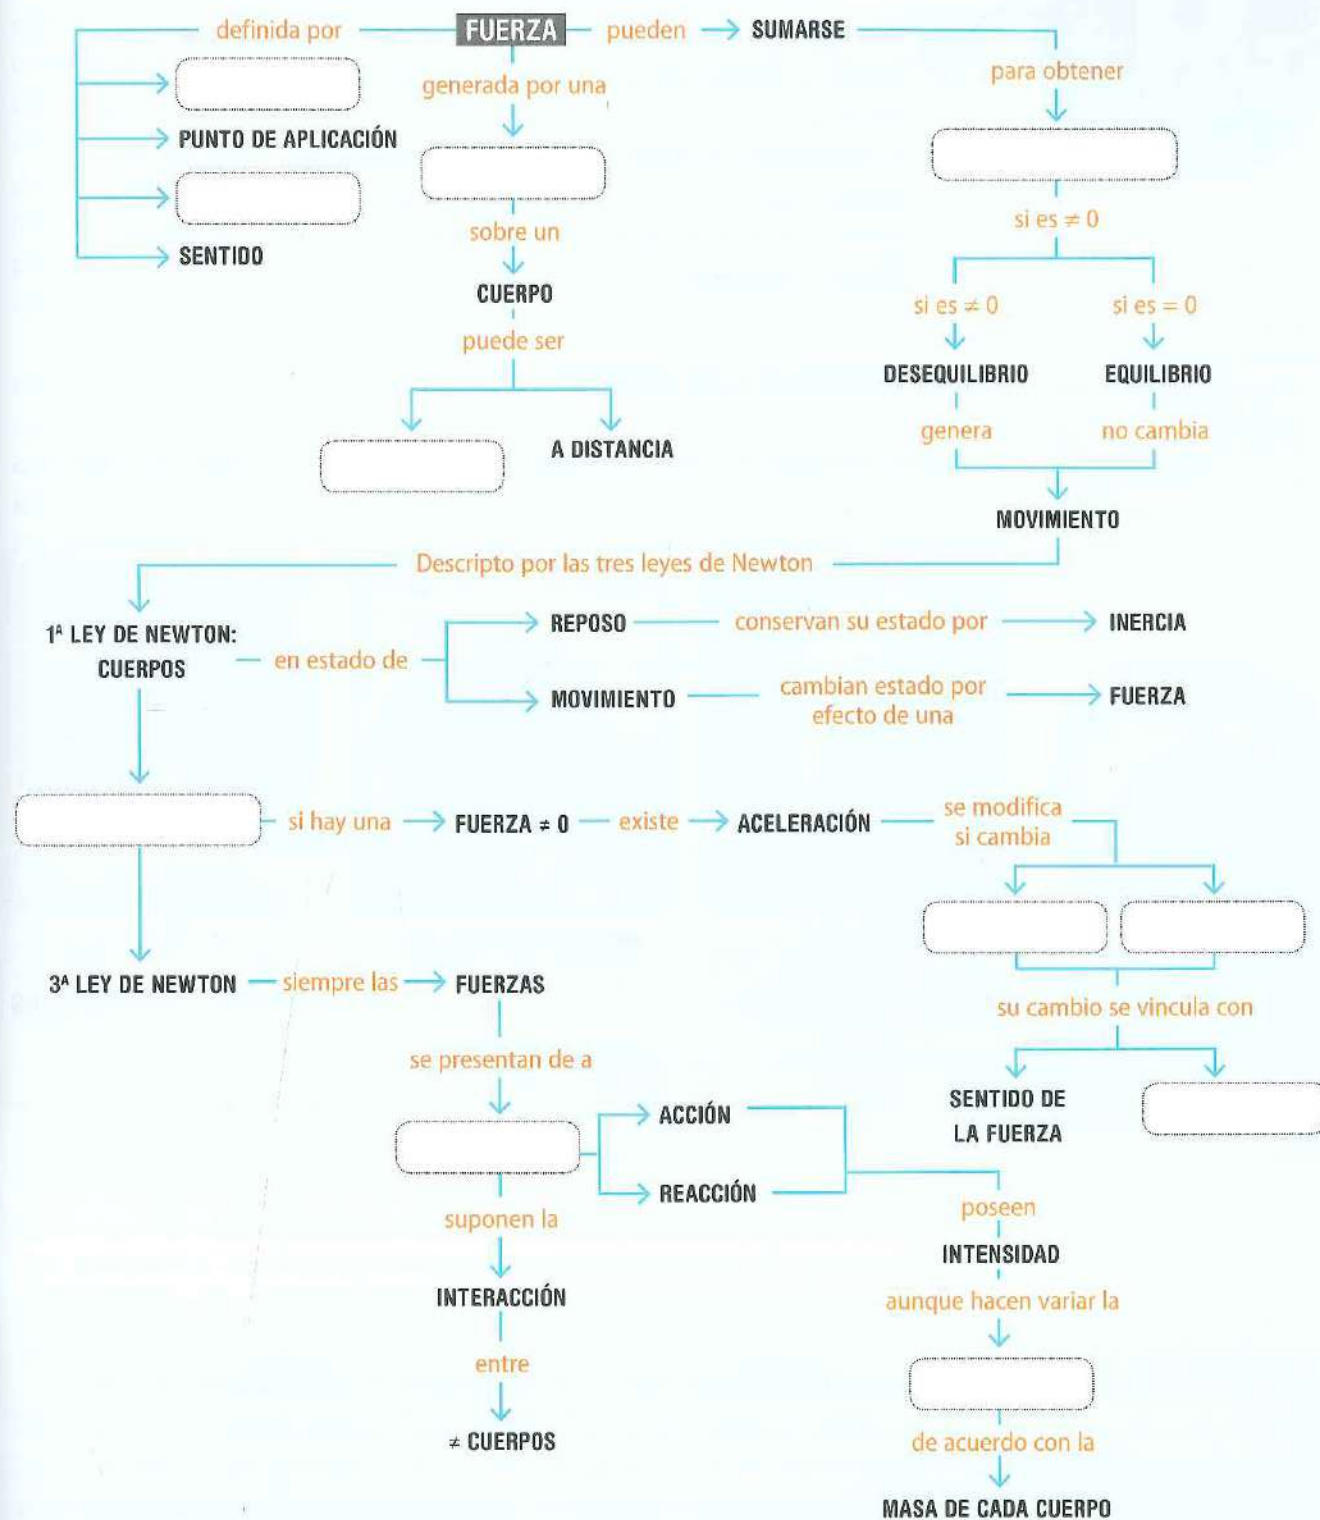 definida por
FUERZA
pueden
SUMARSE
generada por una
para obtener
PUNTO DE APLICACIÓN
SENTIDO
sobre un
CUERPO
puede ser
A DISTANCIA
si es ≠ 0
si es ≠ 0
si es = 0
DESEQUILIBRIO
EQUILIBRIO
genera
no cambia
MOVIMIENTO
Descripto por las tres leyes de Newton
1ª LEY DE NEWTON:
CUERPOS
en estado de
REPOSO
conservan su estado por
INERCIA
MOVIMIENTO
cambian estado por
efecto de una
FUERZA
si hay una
FUERZA ≠ 0
existe
ACELERACIÓN
se modifica
si cambia
su cambio se vincula con
SENTIDO DE
LA FUERZA
3ª LEY DE NEWTON
siempre las
FUERZAS
se presentan de a
ACCIÓN
REACCIÓN
suponen la
INTERACCIÓN
entre
≠ CUERPOS
poseen
INTENSIDAD
aunque hacen variar la
de acuerdo con la
MASA DE CADA CUERPO